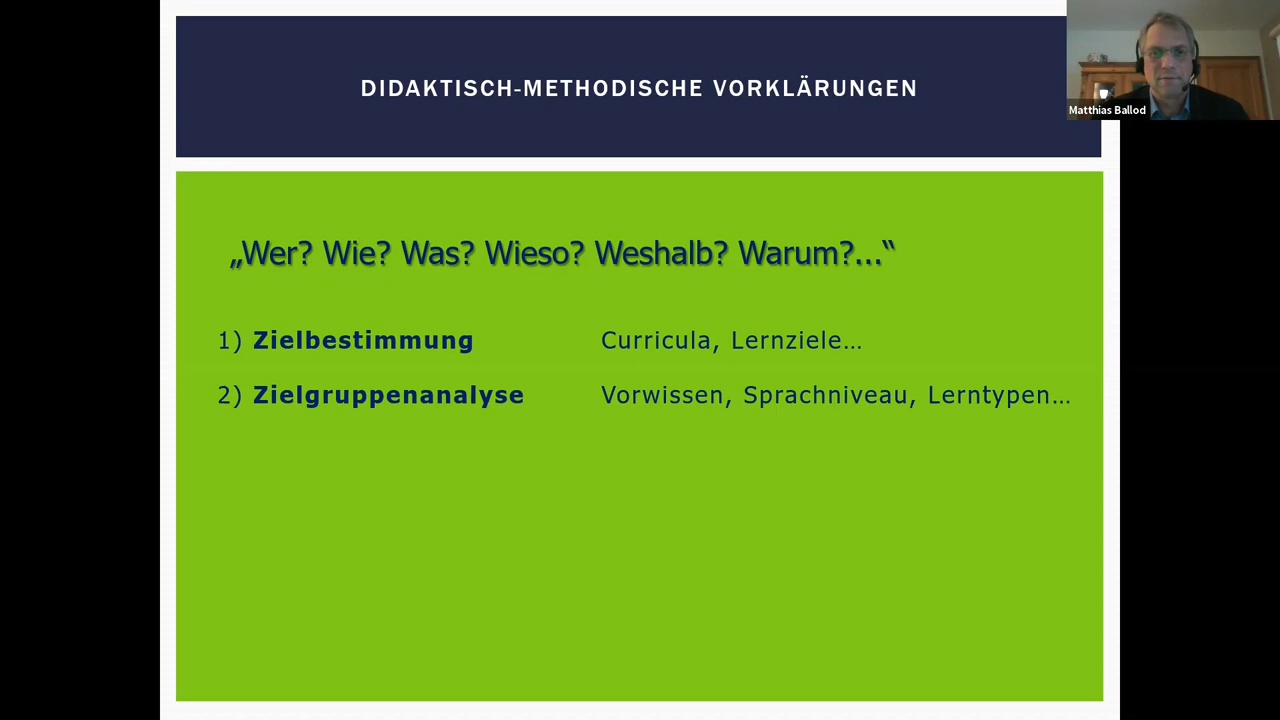 DIDAKTISCH-METHODISCHE VORKLÄRUNGEN
Matthias Ballod
„Wer? Wie? Was? Wieso? Weshalb? Warum?...“
1) Zielbestimmung Curricula, Lernziele…
2) Zielgruppenanalyse Vorwissen, Sprachniveau, Lerntypen…